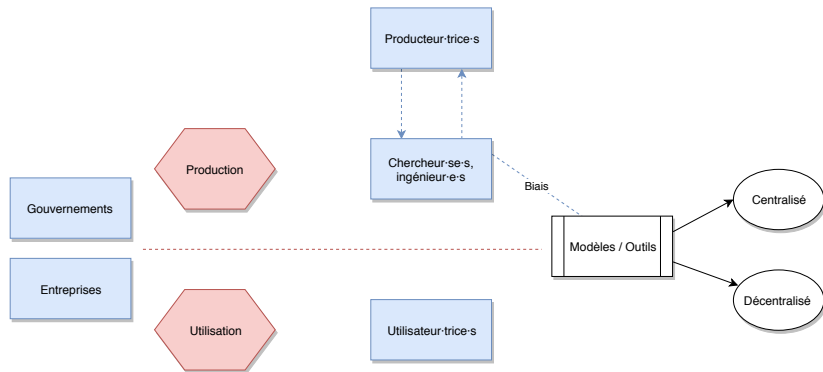 Producteur·trice·s
Production
Chercheur·se·s,
ingénieur·e·s
Biais
Gouvernements
Centralisé
Modèles / Outils
Entreprises
Décentralisé
Utilisation
Utilisateur·trice·s